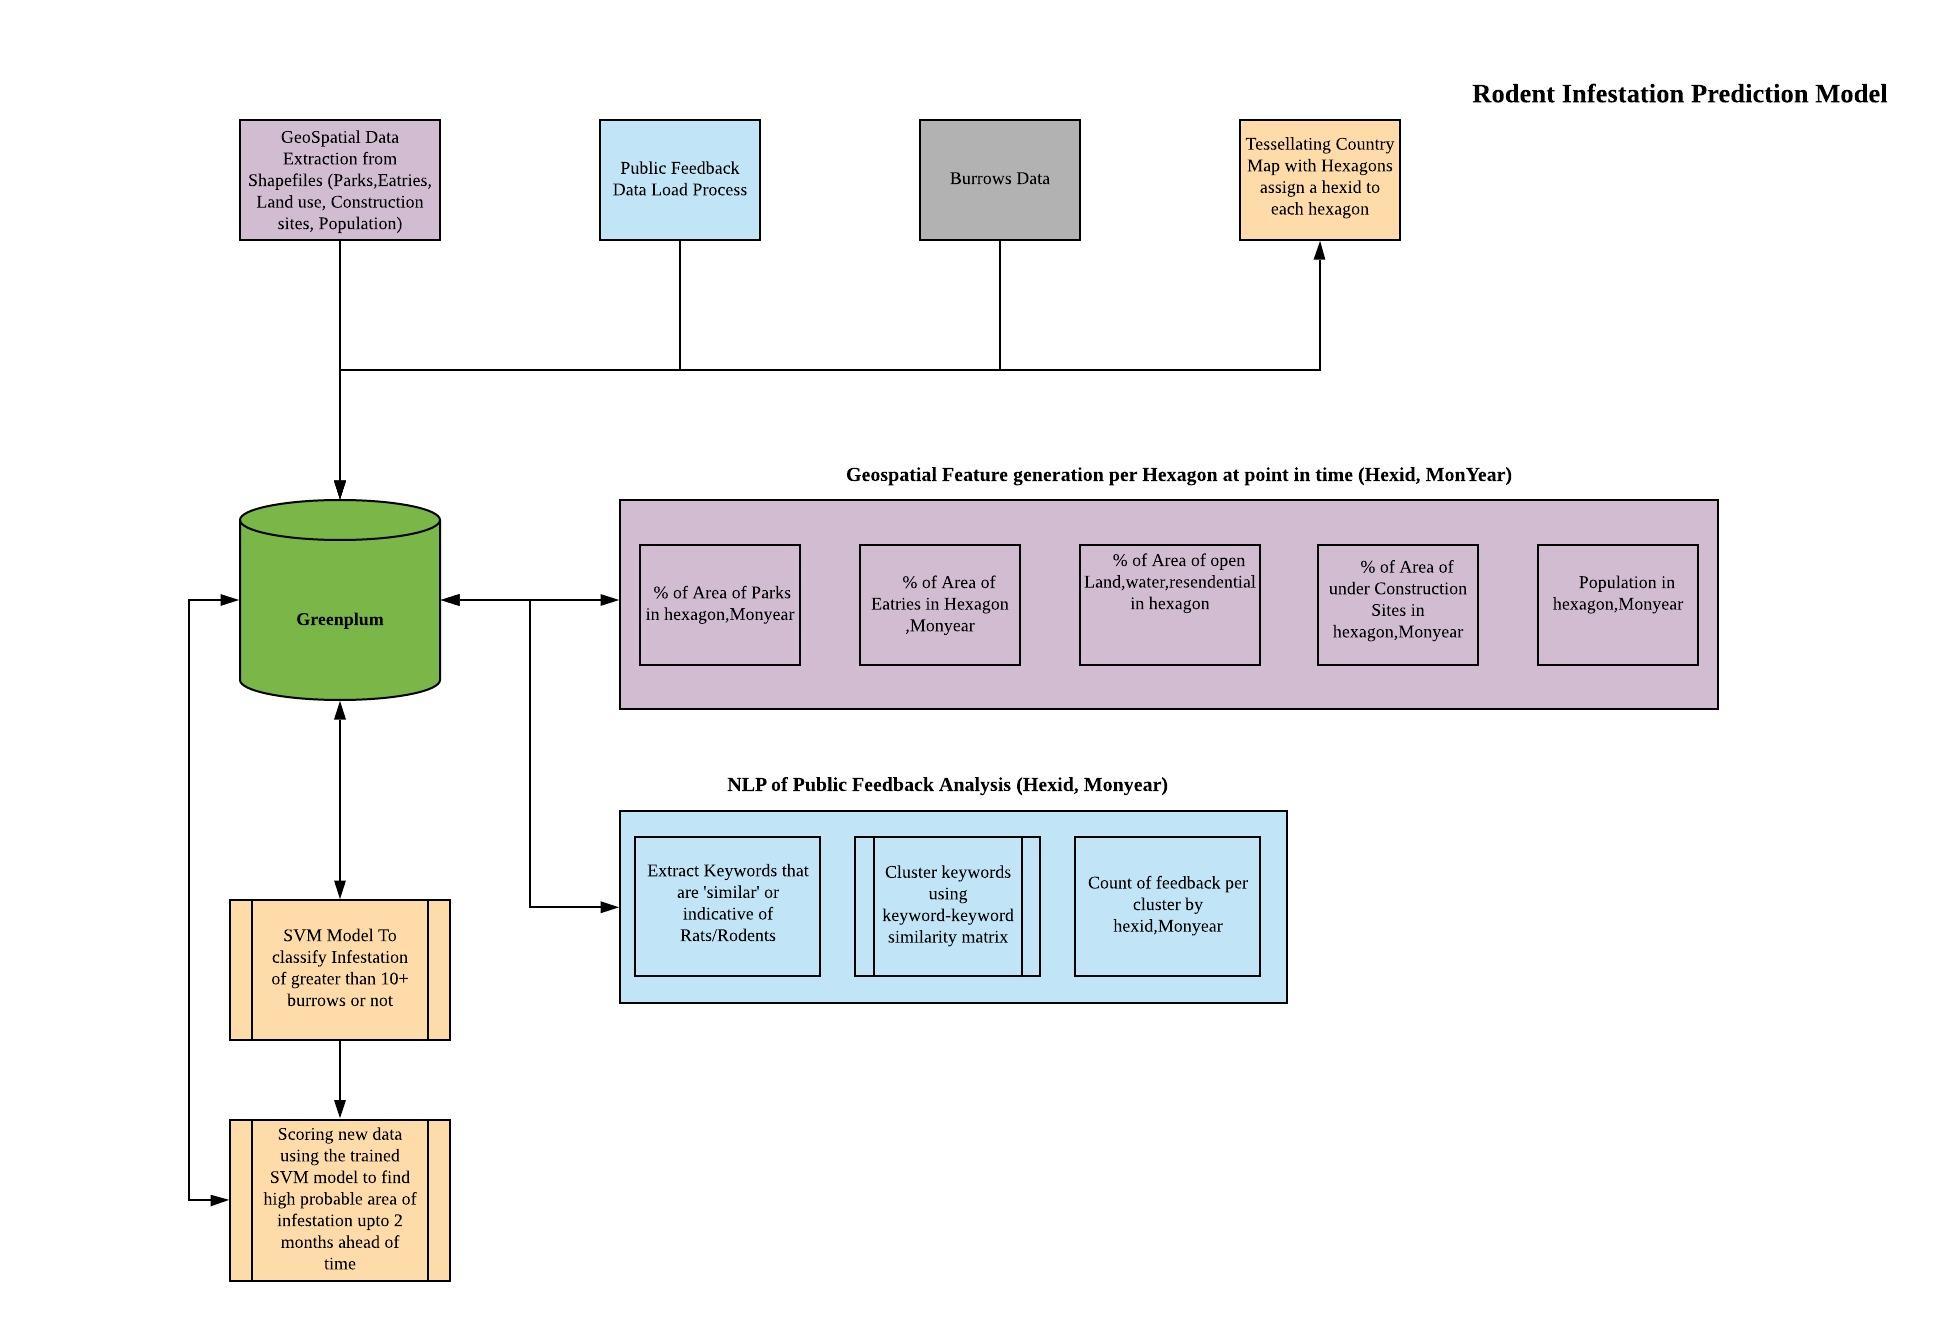 Rodent Infestation Prediction Model
GeoSpatial Data
Extraction from
Shapefiles (Parks,Eatries,
Land use, Construction
sites, Population)
Public Feedback
Data Load Process
Burrows Data
Tessellating Country
Map with Hexagons
assign a hexid to
each hexagon
Geospatial Feature generation per Hexagon at point in time (Hexid, MonYear)
Greenplum
% of Area of Parks
in hexagon,Monyear
% of Area of
Eatries in Hexagon
,Monyear
% of Area of open
Land,water,resendential
in hexagon
% of Area of
under Construction
Sites in
hexagon,Monyear
Population in
hexagon,Monyear
NLP of Public Feedback Analysis (Hexid, Monyear)
Extract Keywords that
are 'similar' or
indicative of
Rats/Rodents
Cluster keywords
using
keyword-keyword
similarity matrix
Count of feedback per
cluster by
hexid,Monyear
SVM Model To
classify Infestation
of greater than 10+
burrows or not
Scoring new data
using the trained
SVM model to find
high probable area of
infestation upto 2
months ahead of
time